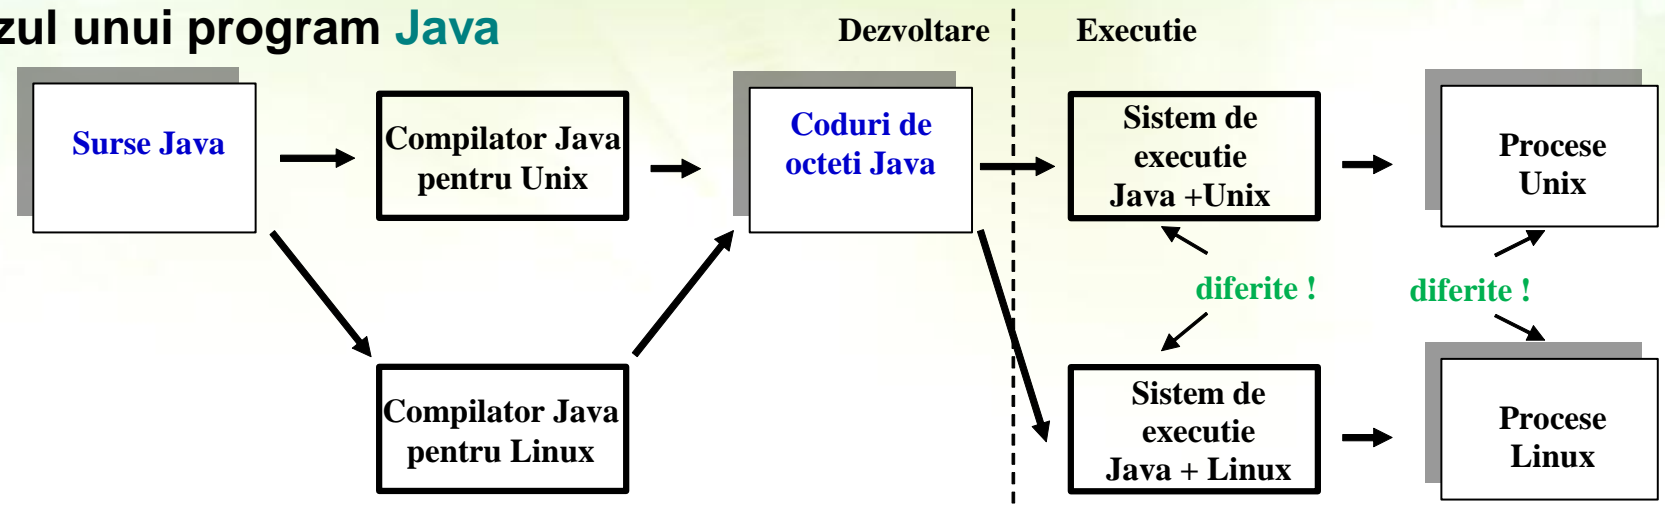 zul unui program Java
Dezvoltare
Executie
Surse Java
Compilator Java
pentru Unix
Coduri de
octeti Java
Sistem de
executie
Java +Unix
Procese
Unix
diferite !
diferite !
Compilator Java
pentru Linux
Sistem de
executie
Java + Linux
Procese
Linux